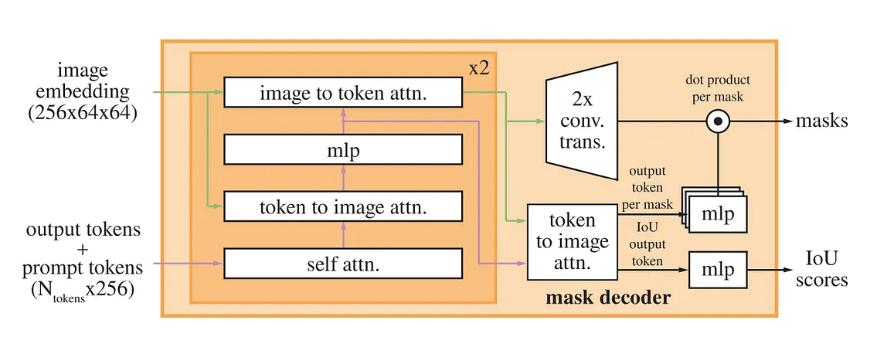 image
embedding
(256x64x64)
output tokens
+
prompt tokens
(Ntokensx256)
x2
image to token attn.
mlp
token to image attn.
self attn.
2x
conv.
trans.
dot product
per mask
masks
token
to image
attn.
output
token
per mask
mlp
IoU
output
token
mlp
IoU
scores
mask decoder